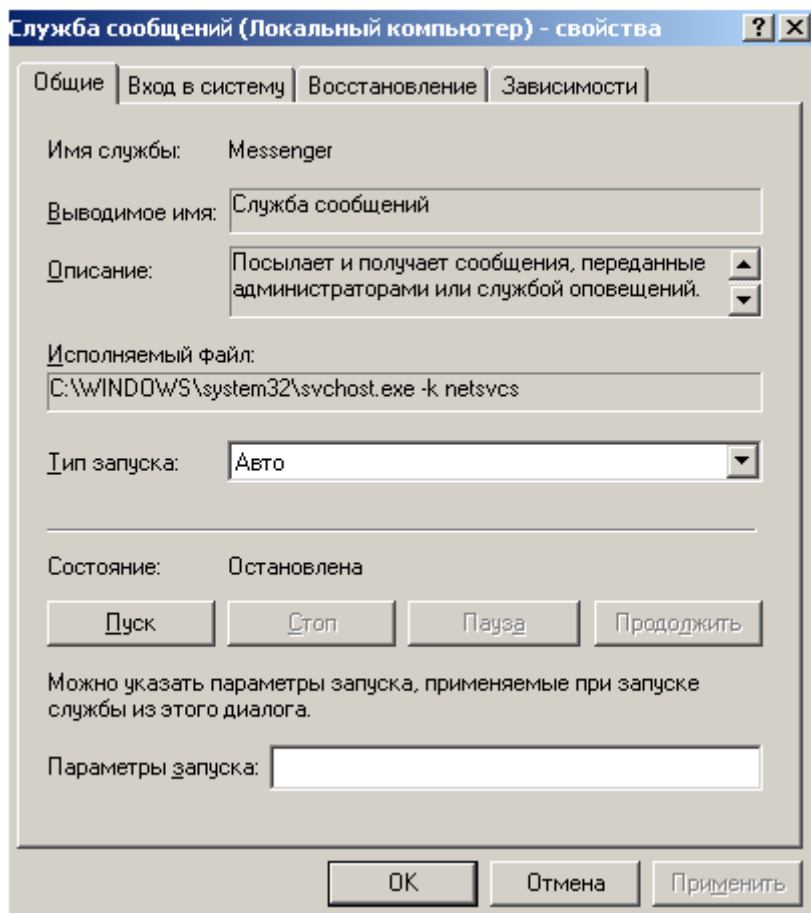 Служба сообщений (Локальный компьютер) - свойства
Общие Вход в систему Восстановление Зависимости
Имя службы: Messenger
Выводимое имя: Служба сообщений
Описание: Посылает и получает сообщения, переданные
администраторами или службой оповещений.
Исполняемый файл:
C:\WINDOWS\system32\svchost.exe -k netsvcs
Тип запуска: Авто
Состояние: Остановлена
Пуск Стоп Пауза Продолжить
Можно указать параметры запуска, применяемые при запуске
службы из этого диалога.
Параметры запуска:
OK Отмена Применить